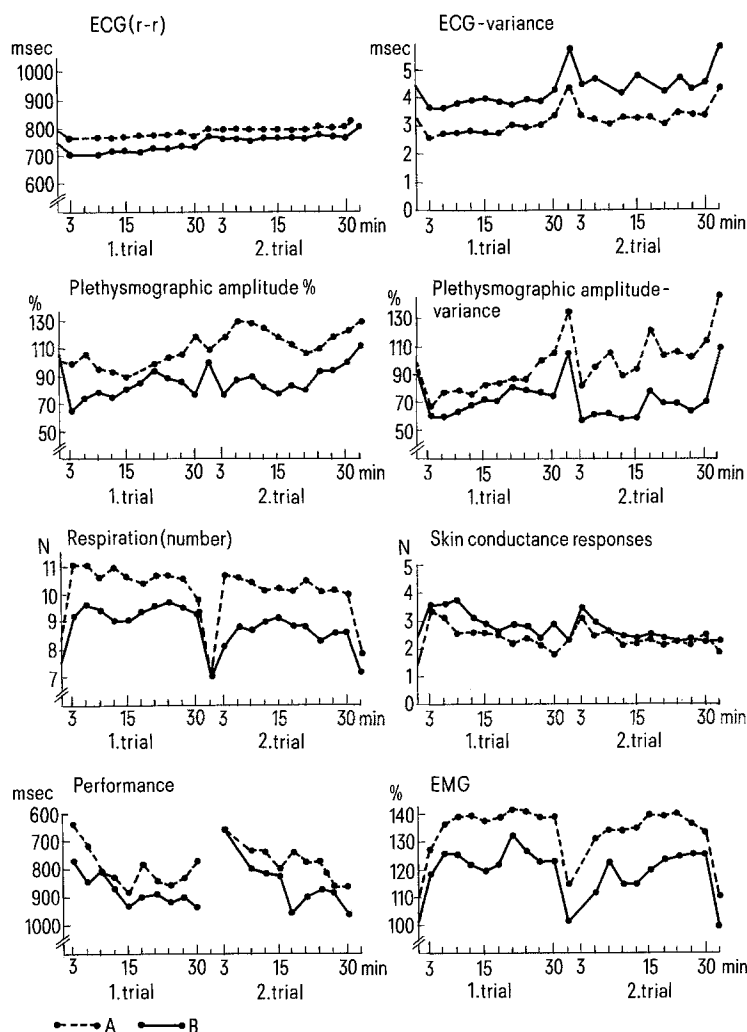 ECG(r-r)
msec
1000
900
800
700
600
3 15 30 3 15 30 min
1.trial 2.trial
ECG-variance
msec
5
4
3
2
1
0
3 15 30 3 15 30 min
1.trial 2.trial
Plethysmographic amplitude %
%
130
110
90
70
50
3 15 30 3 15 30 min
1.trial 2.trial
Plethysmographic amplitude-
variance
%
130
110
90
70
50
3 15 30 3 15 30 min
1.trial 2.trial
Respiration (number)
N
11
10
9
8
7
3 15 30 3 15 30 min
1.trial 2.trial
Skin conductance responses
N
5
4
3
2
1
0
3 15 30 3 15 30 min
1.trial 2.trial
Performance
msec
600
700
800
900
1000
3 15 30 3 15 30 min
1.trial 2.trial
EMG
%
140
130
120
110
100
3 15 30 3 15 30 min
1.trial 2.trial
A B